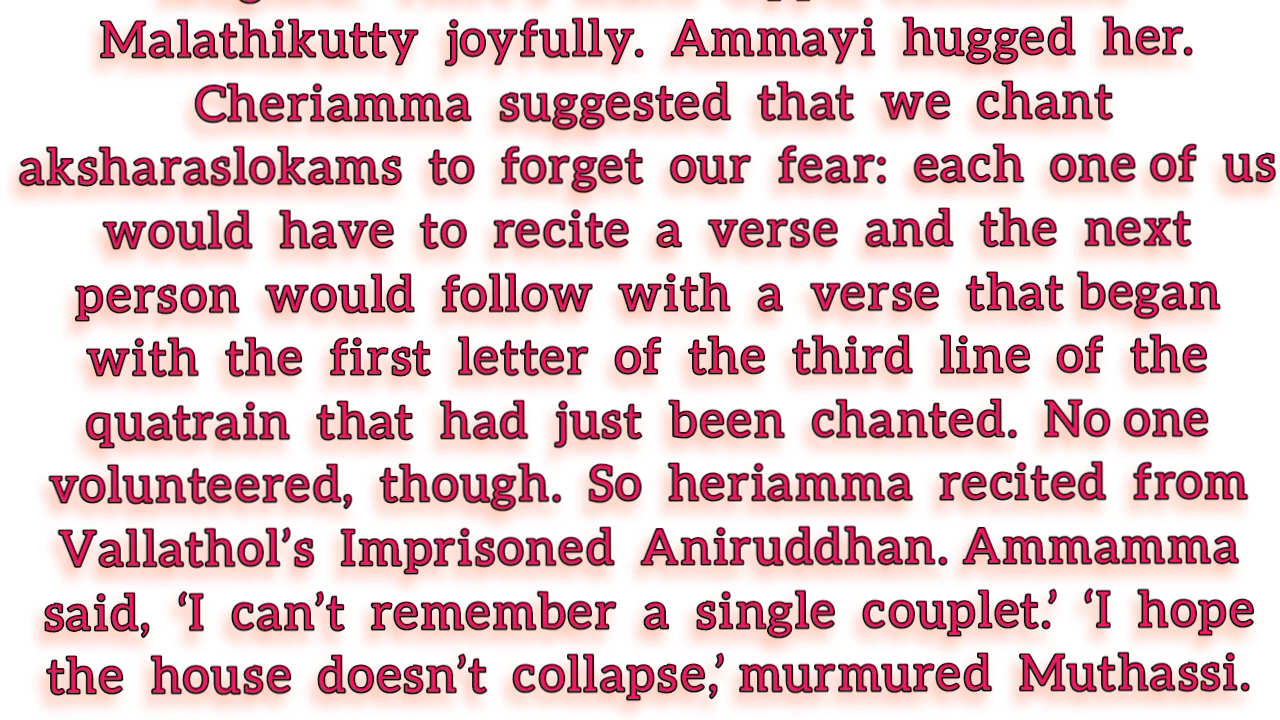 Malathikutty joyfully. Ammayi hugged her.
Cheriamma suggested that we chant
aksharaslokams to forget our fear: each one of us
would have to recite a verse and the next
person would follow with a verse that began
with the first letter of the third line of the
quatrain that had just been chanted. No one
volunteered, though. So heriamma recited from
Vallathol’s Imprisoned Aniruddhan. Ammamma
said, ‘I can’t remember a single couplet.’ ‘I hope
the house doesn’t collapse,’ murmured Muthassi.